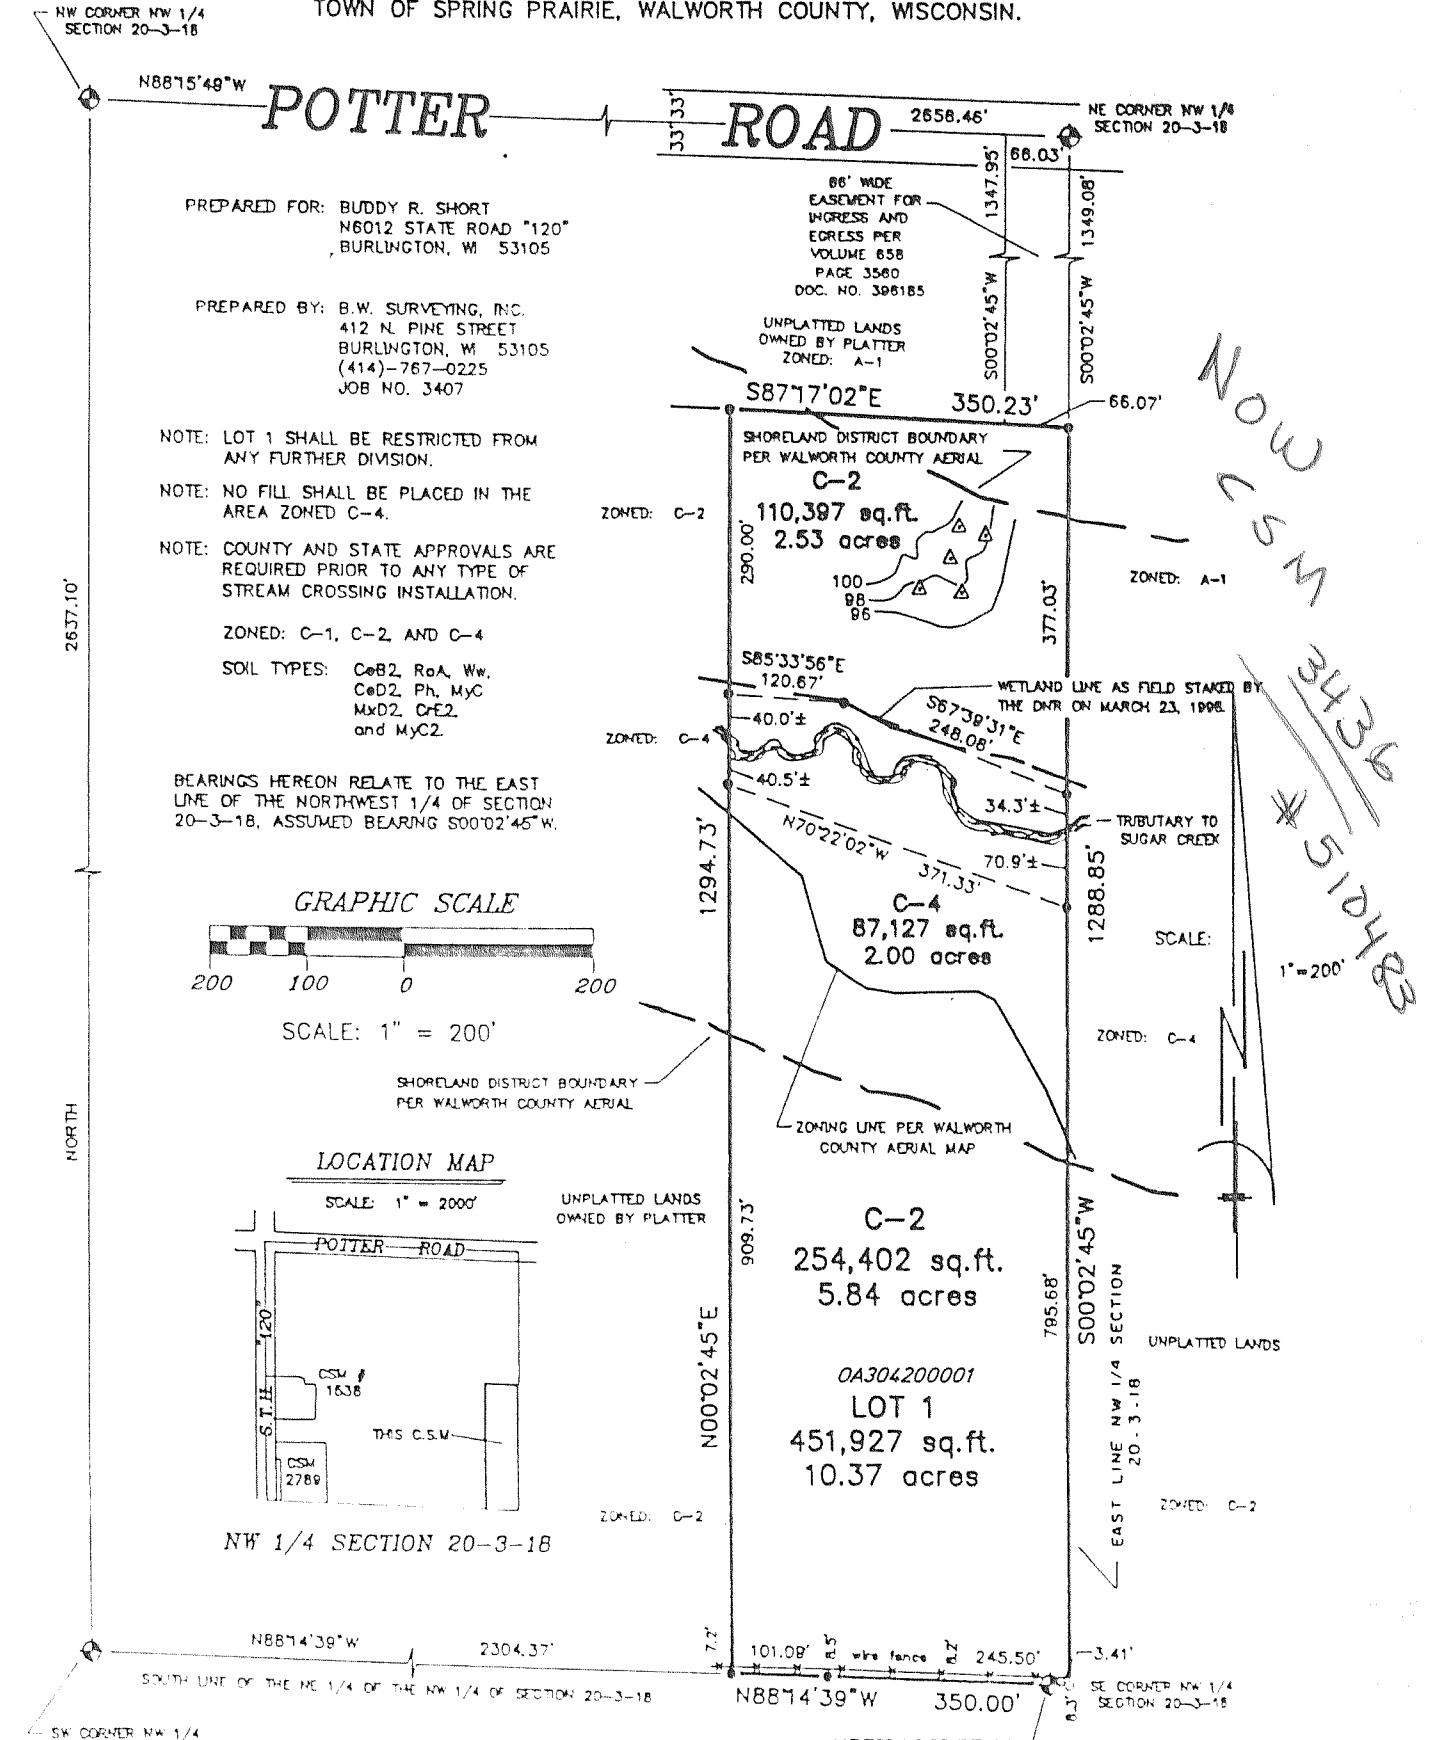 NW CORNER NW 1/4
SECTION 20-3-18
TOWN OF SPRING PRAIRIE, WALWORTH COUNTY, WISCONSIN.
N88°15'49"W
POTTER ROAD
33' 33'
2658.46'
NE CORNER NW 1/4
SECTION 20-3-18
66.03'
1347.95'
1349.08'
S00°02'45"W
S00°02'45"W
66' WIDE
EASEMENT FOR
INGRESS AND
EGRESS PER
VOLUME 658
PAGE 3560
DOC. NO. 398185
PREPARED FOR: BUDDY R. SHORT
N6012 STATE ROAD "120"
BURLINGTON, WI 53105
PREPARED BY: B.W. SURVEYING, INC.
412 N. PINE STREET
BURLINGTON, WI 53105
(414)-767-0225
JOB NO. 3407
UNPLATTED LANDS
OWNED BY PLATTER
ZONED: A-1
S87°17'02"E
350.23'
66.07'
NOW
CSM
3436
#510483
NOTE: LOT 1 SHALL BE RESTRICTED FROM
ANY FURTHER DIVISION.
NOTE: NO FILL SHALL BE PLACED IN THE
AREA ZONED C-4.
NOTE: COUNTY AND STATE APPROVALS ARE
REQUIRED PRIOR TO ANY TYPE OF
STREAM CROSSING INSTALLATION.
ZONED: C-1, C-2, AND C-4
SOIL TYPES: CeB2, RoA, Ww,
CeD2, Ph, MyC
MxD2, CrE2,
and MyC2.
BEARINGS HEREON RELATE TO THE EAST
LINE OF THE NORTHWEST 1/4 OF SECTION
20-3-18, ASSUMED BEARING S00°02'45"W.
SHORELAND DISTRICT BOUNDARY
PER WALWORTH COUNTY AERIAL
C-2
110,397 sq.ft.
2.53 acres
ZONED: C-2
290.00'
100
98
96
377.03'
ZONED: A-1
2637.10'
NORTH
S85°33'56"E
120.67'
WETLAND LINE AS FIELD STAKED BY
THE DNR ON MARCH 23, 1998.
S67°39'31"E
248.08'
ZONED: C-4
40.0'±
40.5'±
34.3'±
TRIBUTARY TO
SUGAR CREEK
N70°22'02"W
371.33'
70.9'±
1294.73'
1288.85'
C-4
87,127 sq.ft.
2.00 acres
SCALE:
1"=200'
GRAPHIC SCALE
200 100 0 200
SCALE: 1" = 200'
ZONED: C-4
SHORELAND DISTRICT BOUNDARY
PER WALWORTH COUNTY AERIAL
ZONING LINE PER WALWORTH
COUNTY AERIAL MAP
LOCATION MAP
SCALE: 1" = 2000'
POTTER ROAD
S.T.H. "120"
CSM #
1638
THIS C.S.M.
CSM
2789
NW 1/4 SECTION 20-3-18
UNPLATTED LANDS
OWNED BY PLATTER
909.73'
N00°02'45"E
C-2
254,402 sq.ft.
5.84 acres
795.68'
S00°02'45"W
EAST LINE NW 1/4 SECTION
20-3-18
UNPLATTED LANDS
OA304200001
LOT 1
451,927 sq.ft.
10.37 acres
ZONED: C-2
ZONED: C-2
N88°14'39"W
2304.37'
7.2'
101.09'
8.5'
wire fence
8.2'
245.50'
3.41'
SOUTH LINE OF THE NE 1/4 OF THE NW 1/4 OF SECTION 20-3-18
N88°14'39"W
350.00'
8.3'
SE CORNER NW 1/4
SECTION 20-3-18
SW CORNER NW 1/4